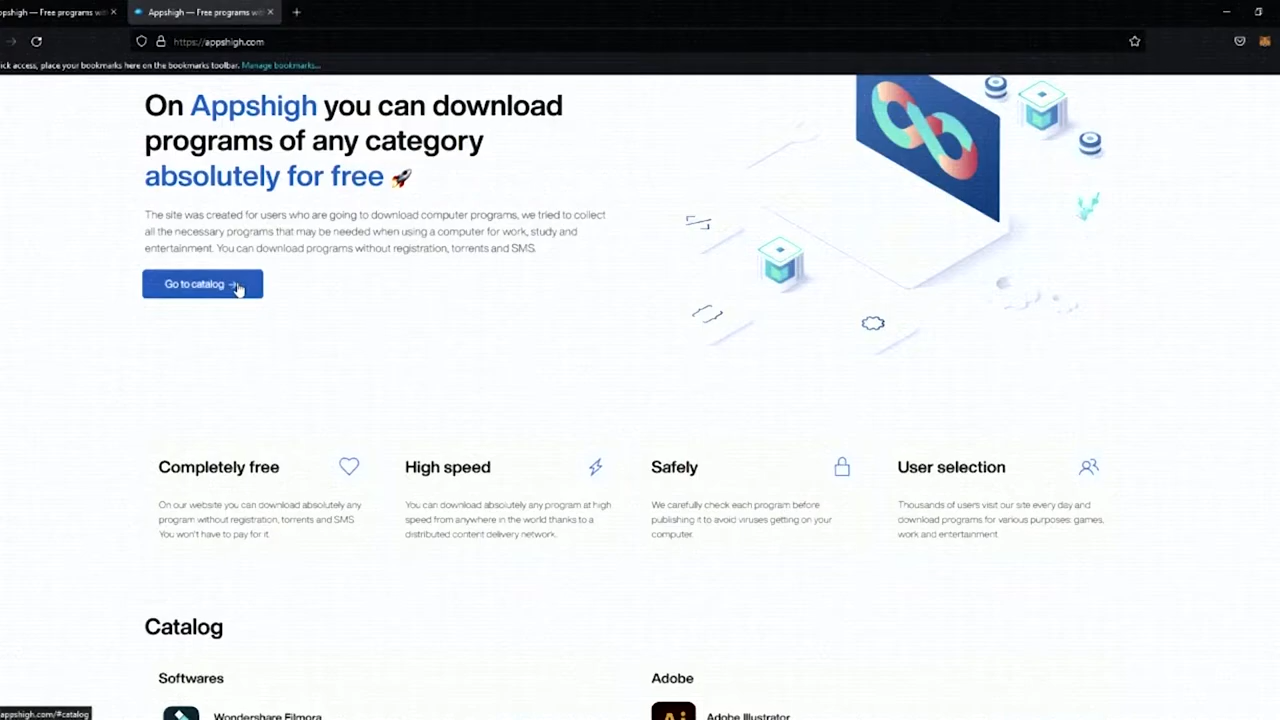 Appshigh — Free programs wit
https://appshigh.com
ick access, place your bookmarks here on the bookmarks toolbar. Manage bookmarks...
On Appshigh you can download
programs of any category
absolutely for free 🚀
The site was created for users who are going to download computer programs, we tried to collect
all the necessary programs that may be needed when using a computer for work, study and
entertainment. You can download programs without registration, torrents and SMS.
Go to catalog →
Completely free
On our website you can download absolutely any
program without registration, torrents and SMS
You won't have to pay for it.
High speed
You can download absolutely any program at high
speed from anywhere in the world thanks to a
distributed content delivery network.
Safely
We carefully check each program before
publishing it to avoid viruses getting on your
computer.
User selection
Thousands of users visit our site every day and
download programs for various purposes: games,
work and entertainment
Catalog
Softwares
Wondershare Filmora
Adobe
Ai
Adobe Illustrator
appshigh.com/#catalog